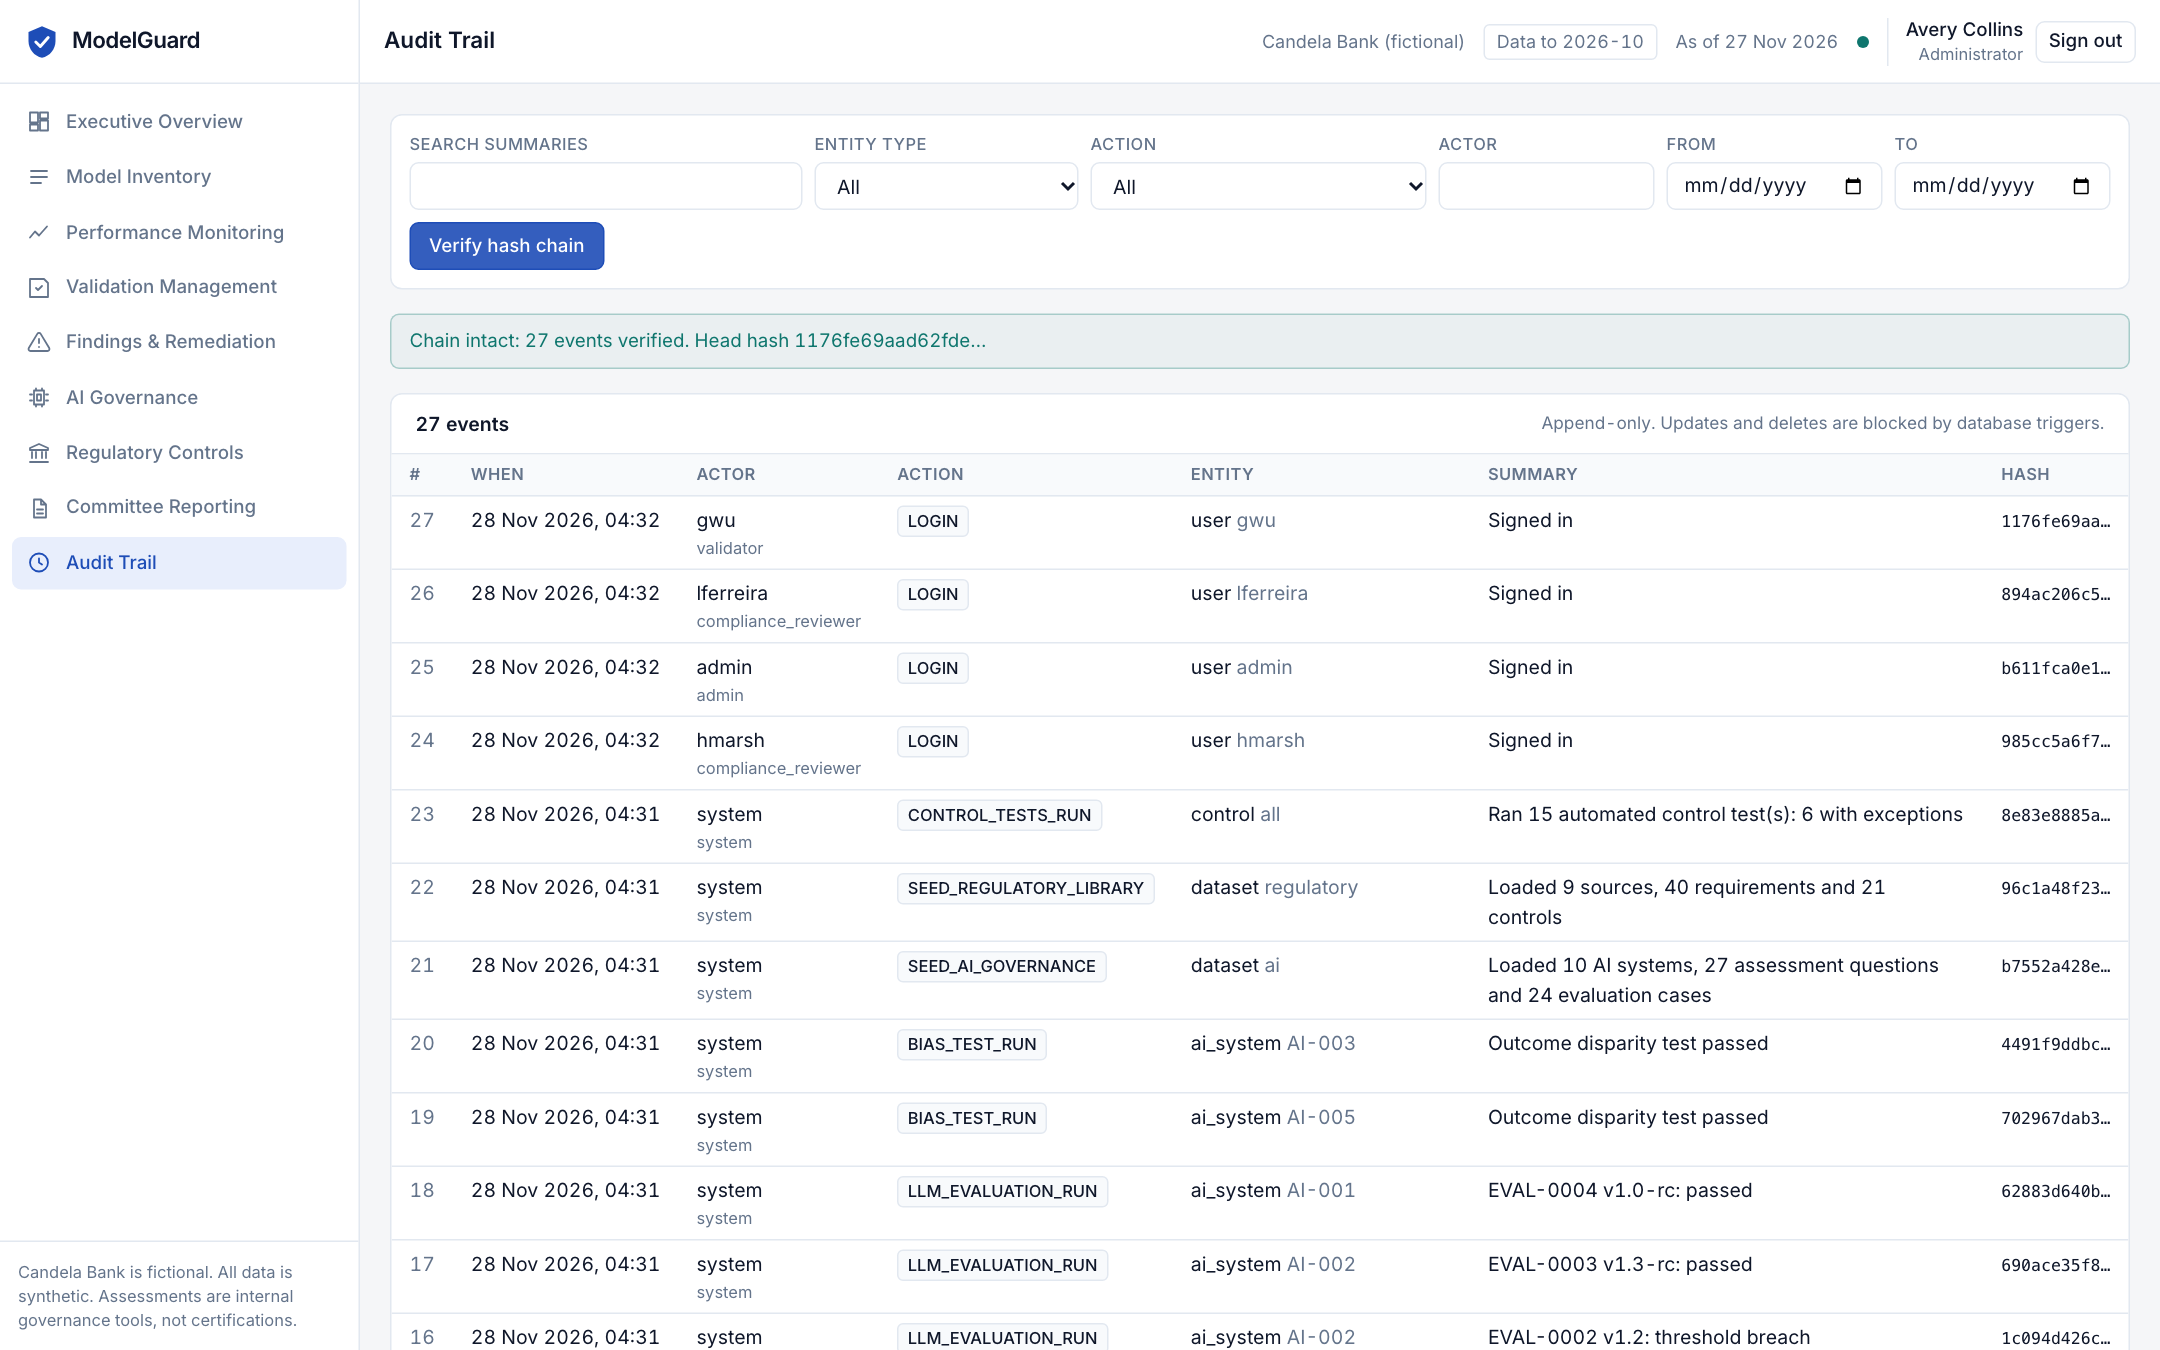 ModelGuard
Audit Trail
Candela Bank (fictional)
Data to 2026-10
As of 27 Nov 2026
Avery Collins
Administrator
Sign out
Executive Overview
Model Inventory
Performance Monitoring
Validation Management
Findings & Remediation
AI Governance
Regulatory Controls
Committee Reporting
Audit Trail
Candela Bank is fictional. All data is
synthetic. Assessments are internal
governance tools, not certifications.
SEARCH SUMMARIES ENTITY TYPE ACTION ACTOR FROM TO
All All mm/dd/yyyy mm/dd/yyyy
Verify hash chain
Chain intact: 27 events verified. Head hash 1176fe69aad62fde...
27 events
Append-only. Updates and deletes are blocked by database triggers.
# WHEN ACTOR ACTION ENTITY SUMMARY HASH
27 28 Nov 2026, 04:32 gwu LOGIN user gwu Signed in 1176fe69aa…
validator
26 28 Nov 2026, 04:32 lferreira LOGIN user lferreira Signed in 894ac206c5…
compliance_reviewer
25 28 Nov 2026, 04:32 admin LOGIN user admin Signed in b611fca0e1…
admin
24 28 Nov 2026, 04:32 hmarsh LOGIN user hmarsh Signed in 985cc5a6f7…
compliance_reviewer
23 28 Nov 2026, 04:31 system CONTROL_TESTS_RUN control all Ran 15 automated control test(s): 6 with exceptions 8e83e8885a…
system
22 28 Nov 2026, 04:31 system SEED_REGULATORY_LIBRARY dataset regulatory Loaded 9 sources, 40 requirements and 21 96c1a48f23…
system controls
21 28 Nov 2026, 04:31 system SEED_AI_GOVERNANCE dataset ai Loaded 10 AI systems, 27 assessment questions b7552a428e…
system and 24 evaluation cases
20 28 Nov 2026, 04:31 system BIAS_TEST_RUN ai_system AI-003 Outcome disparity test passed 4491f9ddbc…
system
19 28 Nov 2026, 04:31 system BIAS_TEST_RUN ai_system AI-005 Outcome disparity test passed 702967dab3…
system
18 28 Nov 2026, 04:31 system LLM_EVALUATION_RUN ai_system AI-001 EVAL-0004 v1.0-rc: passed 62883d640b…
system
17 28 Nov 2026, 04:31 system LLM_EVALUATION_RUN ai_system AI-002 EVAL-0003 v1.3-rc: passed 690ace35f8…
system
16 28 Nov 2026, 04:31 system LLM_EVALUATION_RUN ai_system AI-002 EVAL-0002 v1.2: threshold breach 1c094d426c…